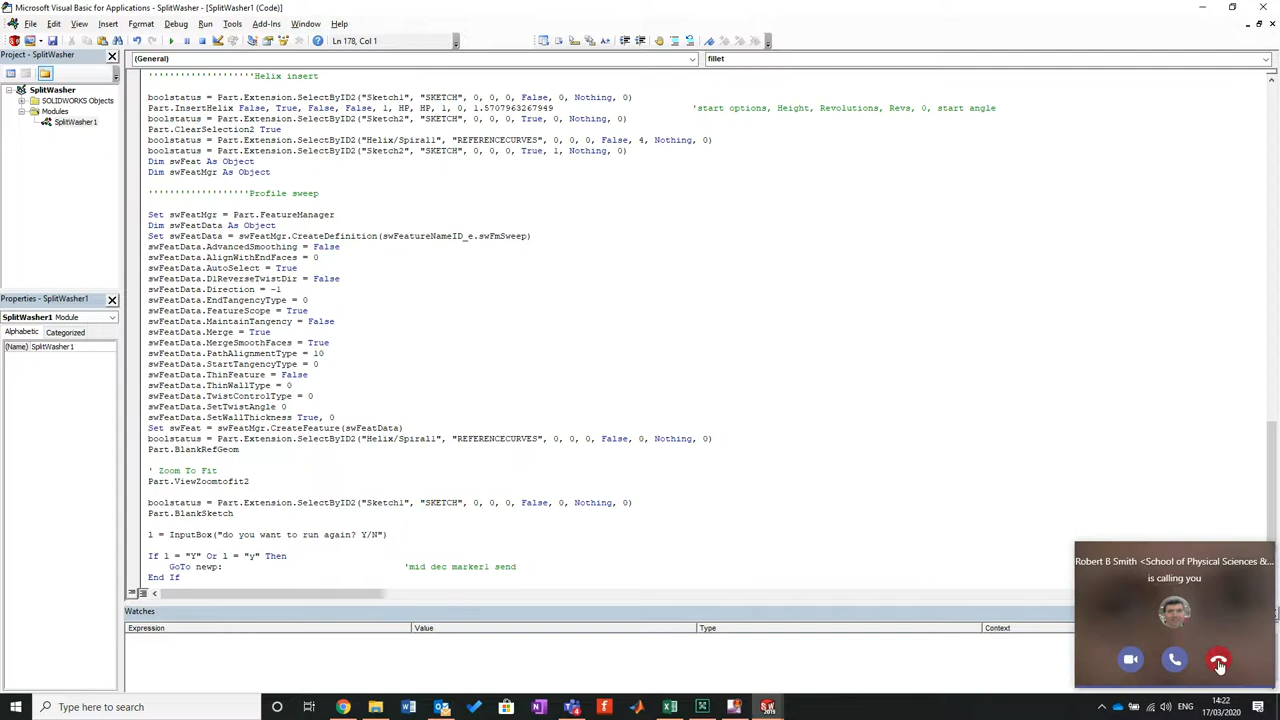 Microsoft Visual Basic for Applications - SplitWasher - [SplitWasher1 (Code)]
File Edit View Insert Format Debug Run Tools Add-Ins Window Help
Ln 178, Col 1
Project - SplitWasher
(General) fillet
SplitWasher
SOLIDWORKS Objects
Modules
SplitWasher1
''''''''''''''''''''Helix insert
boolstatus = Part.Extension.SelectByID2("Sketch1", "SKETCH", 0, 0, 0, False, 0, Nothing, 0)
Part.InsertHelix False, True, False, False, 1, HP, HP, 1, 0, 1.5707963267949 'start options, Height, Revolutions, Revs, 0, start angle
boolstatus = Part.Extension.SelectByID2("Sketch2", "SKETCH", 0, 0, 0, True, 0, Nothing, 0)
Part.ClearSelection2 True
boolstatus = Part.Extension.SelectByID2("Helix/Spiral1", "REFERENCECURVES", 0, 0, 0, False, 4, Nothing, 0)
boolstatus = Part.Extension.SelectByID2("Sketch2", "SKETCH", 0, 0, 0, True, 1, Nothing, 0)
Dim swFeat As Object
Dim swFeatMgr As Object
'''''''''''''''''''Profile sweep
Set swFeatMgr = Part.FeatureManager
Dim swFeatData As Object
Set swFeatData = swFeatMgr.CreateDefinition(swFeatureNameID_e.swFmSweep)
swFeatData.AdvancedSmoothing = False
swFeatData.AlignWithEndFaces = 0
swFeatData.AutoSelect = True
swFeatData.D1ReverseTwistDir = False
swFeatData.Direction = -1
swFeatData.EndTangencyType = 0
swFeatData.FeatureScope = True
swFeatData.MaintainTangency = False
swFeatData.Merge = True
swFeatData.MergeSmoothFaces = True
swFeatData.PathAlignmentType = 10
swFeatData.StartTangencyType = 0
swFeatData.ThinFeature = False
swFeatData.ThinWallType = 0
swFeatData.TwistControlType = 0
swFeatData.SetTwistAngle 0
swFeatData.SetWallThickness True, 0
Set swFeat = swFeatMgr.CreateFeature(swFeatData)
boolstatus = Part.Extension.SelectByID2("Helix/Spiral1", "REFERENCECURVES", 0, 0, 0, False, 0, Nothing, 0)
Part.BlankRefGeom
' Zoom To Fit
Part.ViewZoomtofit2
boolstatus = Part.Extension.SelectByID2("Sketch1", "SKETCH", 0, 0, 0, False, 0, Nothing, 0)
Part.BlankSketch
l = InputBox("do you want to run again? Y/N")
If l = "Y" Or l = "y" Then
GoTo newp: 'mid dec marker1 send
End If
Properties - SplitWasher1
SplitWasher1 Module
Alphabetic Categorized
(Name) SplitWasher1
Watches
Expression Value Type Context
Robert B Smith <School of Physical Sciences &...
is calling you
Type here to search
ENG
14:22
17/03/2020